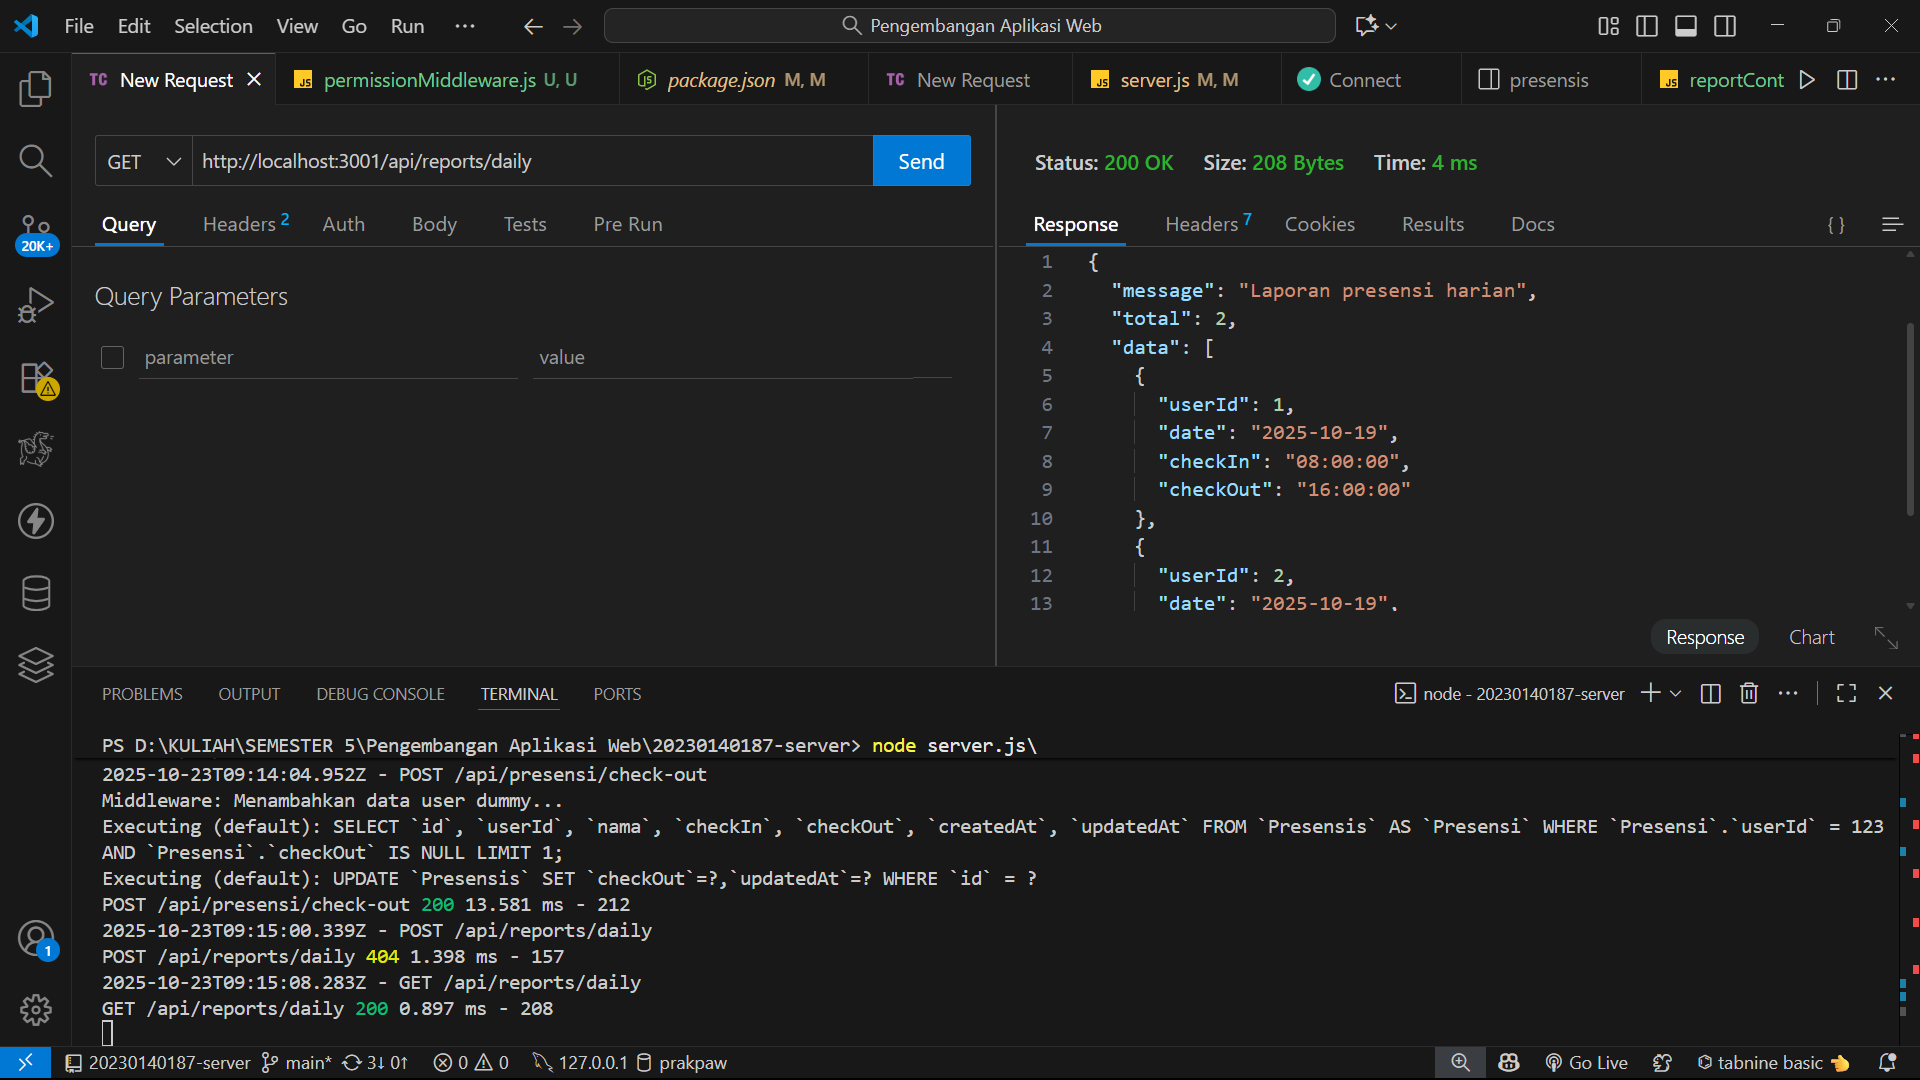 File Edit Selection View Go Run ··· Pengembangan Aplikasi Web
TC New Request permissionMiddleware.js U, U package.json M, M TC New Request JS server.js M, M Connect presensis JS reportCont
GET http://localhost:3001/api/reports/daily Send
Status: 200 OK Size: 208 Bytes Time: 4 ms
Query Headers 2 Auth Body Tests Pre Run
Response Headers 7 Cookies Results Docs { }
Query Parameters
parameter value
1 {
2 "message": "Laporan presensi harian",
3 "total": 2,
4 "data": [
5 {
6 "userId": 1,
7 "date": "2025-10-19",
8 "checkIn": "08:00:00",
9 "checkOut": "16:00:00"
10 },
11 {
12 "userId": 2,
13 "date": "2025-10-19",
Response Chart
20K+
PROBLEMS OUTPUT DEBUG CONSOLE TERMINAL PORTS node - 20230140187-server
PS D:\KULIAH\SEMESTER 5\Pengembangan Aplikasi Web\20230140187-server> node server.js\
2025-10-23T09:14:04.952Z - POST /api/presensi/check-out
Middleware: Menambahkan data user dummy...
Executing (default): SELECT `id`, `userId`, `nama`, `checkIn`, `checkOut`, `createdAt`, `updatedAt` FROM `Presensis` AS `Presensi` WHERE `Presensi`.`userId` = 123
AND `Presensi`.`checkOut` IS NULL LIMIT 1;
Executing (default): UPDATE `Presensis` SET `checkOut`=?,`updatedAt`=? WHERE `id` = ?
POST /api/presensi/check-out 200 13.581 ms - 212
2025-10-23T09:15:00.339Z - POST /api/reports/daily
POST /api/reports/daily 404 1.398 ms - 157
2025-10-23T09:15:08.283Z - GET /api/reports/daily
GET /api/reports/daily 200 0.897 ms - 208
1
20230140187-server main* 3↓ 0↑ 0 0 127.0.0.1 prakpaw Go Live tabnine basic